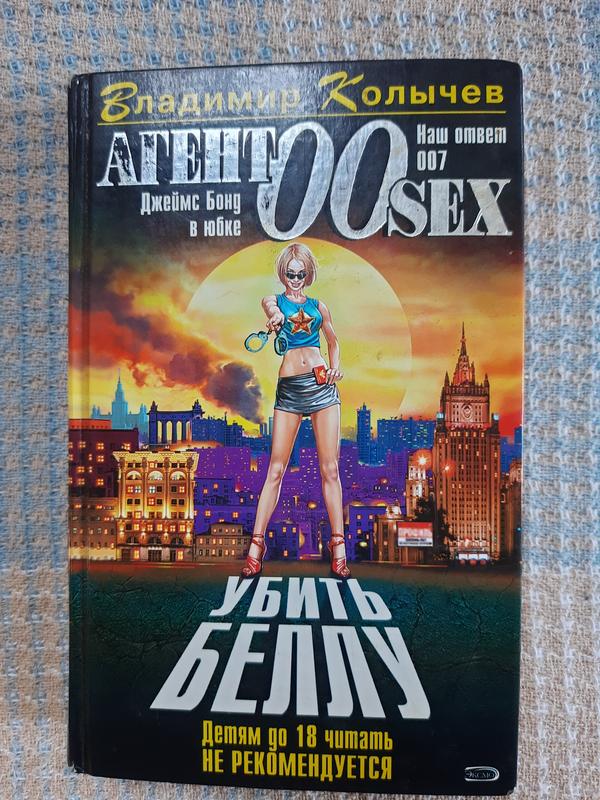 Владимир Колычев
АГЕНТ 00SEX
Наш ответ
007
Джеймс Бонд
в юбке
УБИТЬ
БЕЛЛУ
Детям до 18 читать
НЕ РЕКОМЕНДУЕТСЯ
ЭКСМО